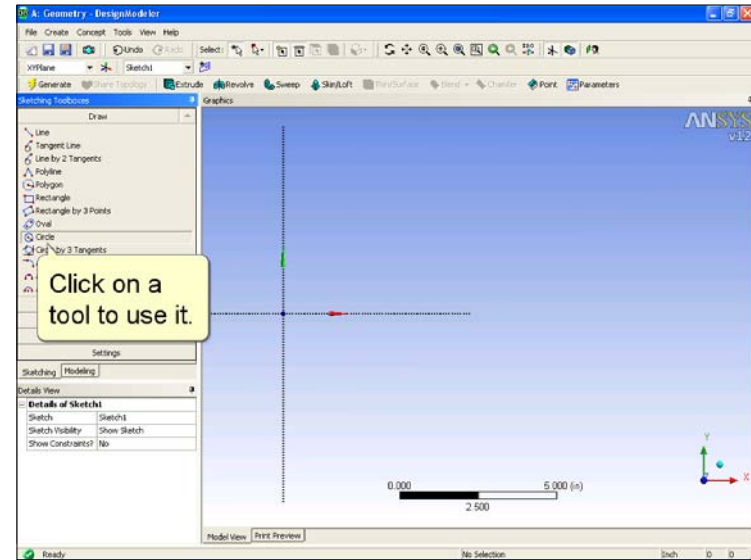 A: Geometry - DesignModeler
File Create Concept Tools View Help
Undo Redo Select:
XYPlane Sketch1
Generate Share Topology Extrude Revolve Sweep Skin/Loft Thin/Surface Blend Chamfer Point Parameters
Sketching Toolboxes Graphics
Draw
ANSYS
v12
Line
Tangent Line
Line by 2 Tangents
Polyline
Polygon
Rectangle
Rectangle by 3 Points
Oval
Circle
Circle by 3 Tangents
Click on a
tool to use it.
Settings
Sketching Modeling
Details View
Details of Sketch1
Sketch Sketch1
Sketch Visibility Show Sketch
Show Constraints? No
Y
X
0.000 5.000 (in)
2.500
Model View Print Preview
Ready No Selection Inch 0 0